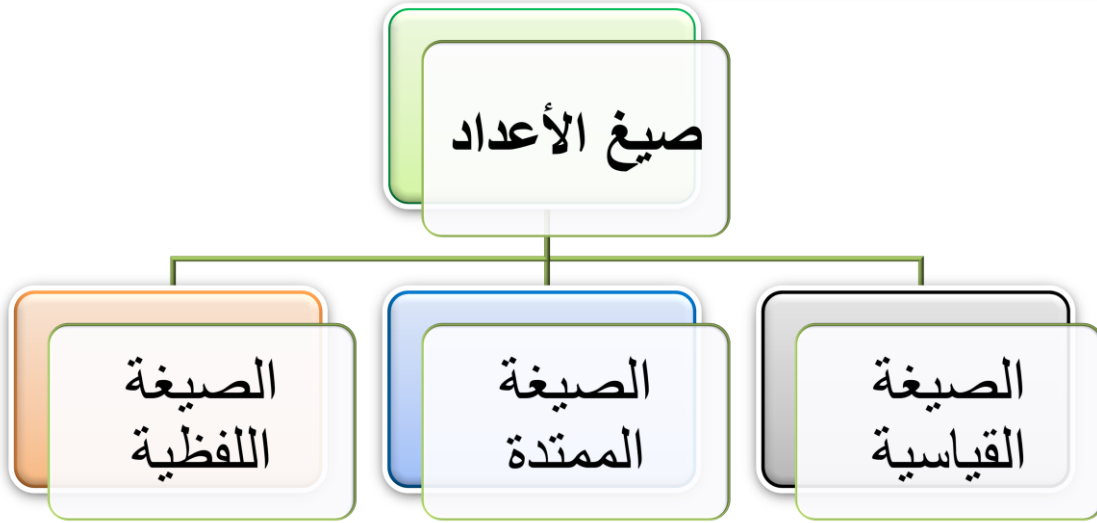 صيغ الأعداد
الصيغة
القياسية
الصيغة
الممتدة
الصيغة
اللفظية